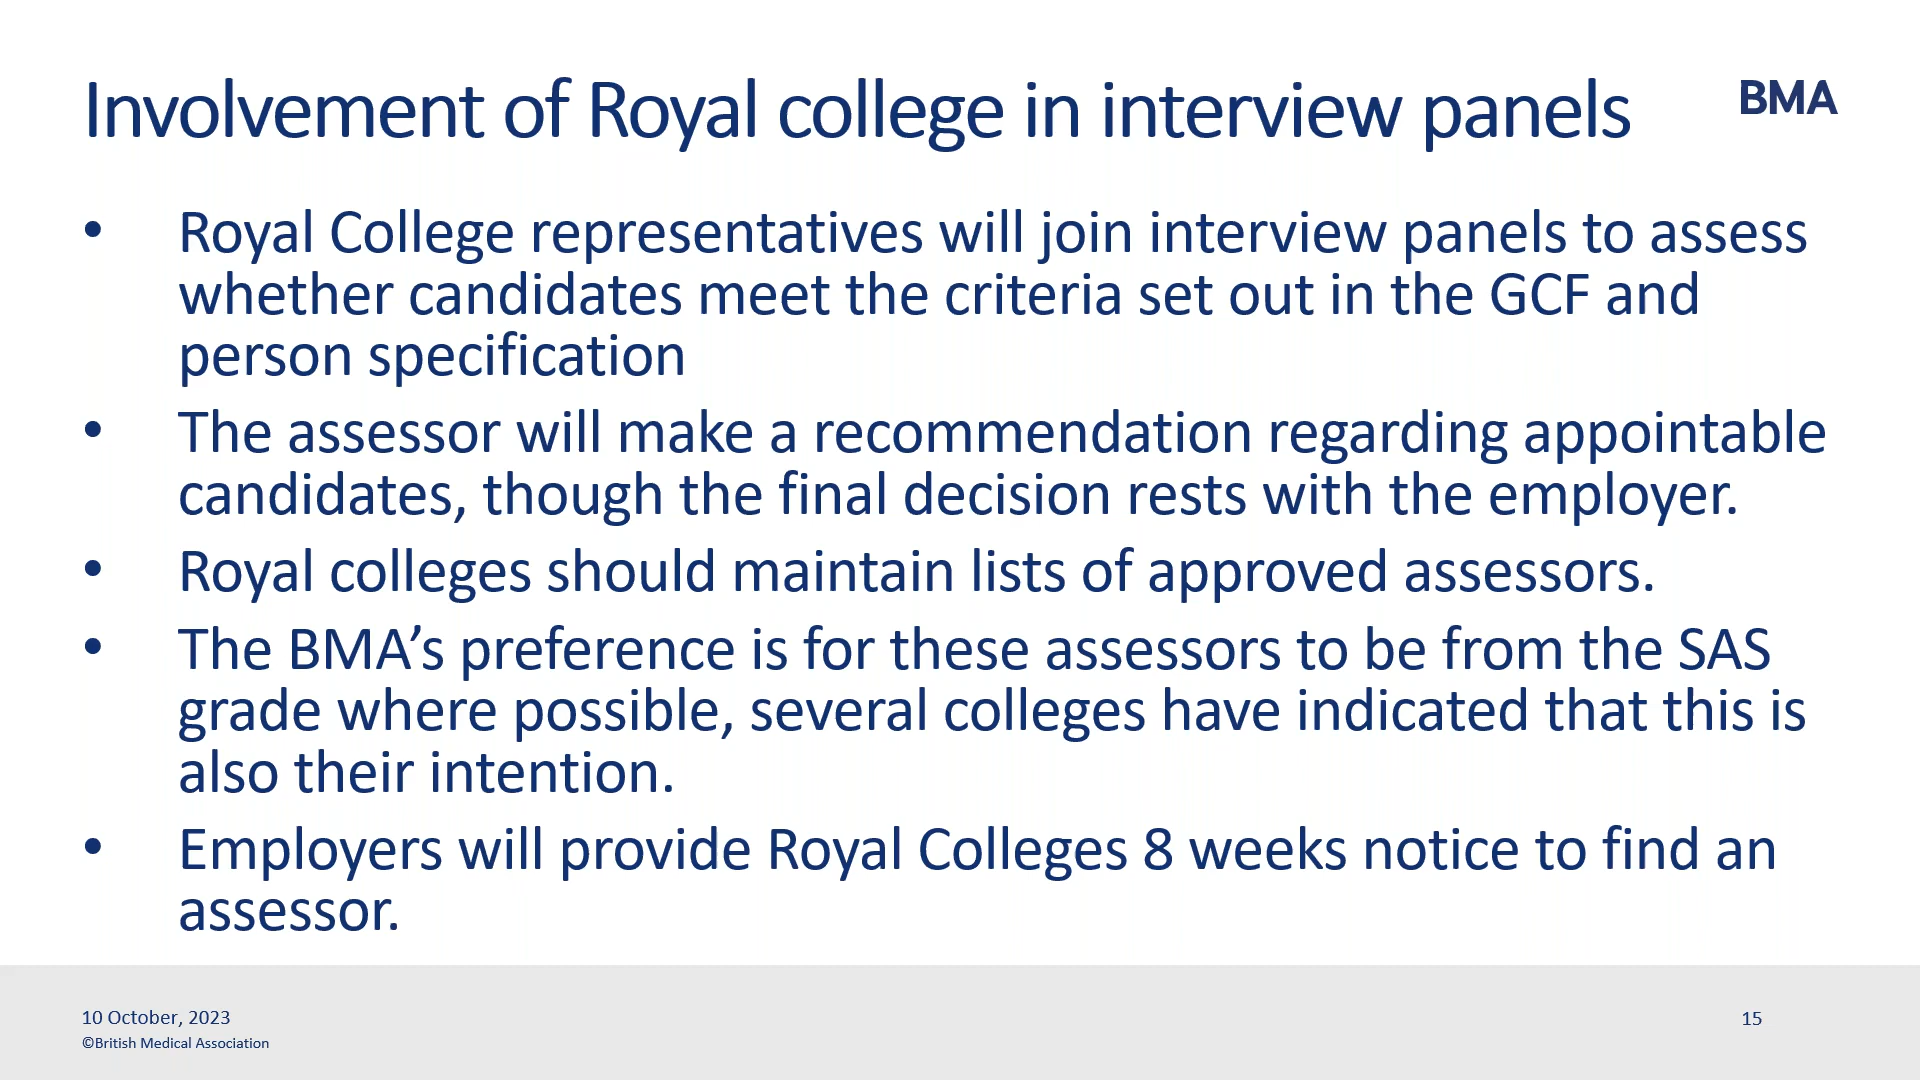 Involvement of Royal college in interview panels
BMA
• Royal College representatives will join interview panels to assess
whether candidates meet the criteria set out in the GCF and
person specification
• The assessor will make a recommendation regarding appointable
candidates, though the final decision rests with the employer.
• Royal colleges should maintain lists of approved assessors.
• The BMA’s preference is for these assessors to be from the SAS
grade where possible, several colleges have indicated that this is
also their intention.
• Employers will provide Royal Colleges 8 weeks notice to find an
assessor.
10 October, 2023
©British Medical Association
15